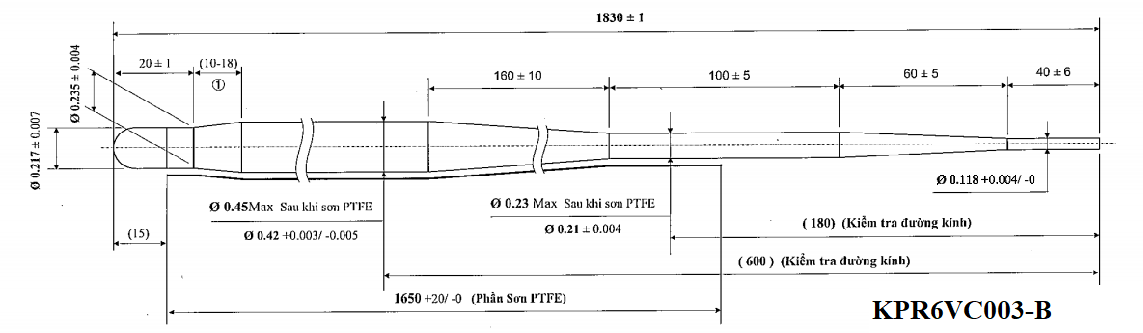 1830 ± 1
20 ± 1
(10-18)
①
160 ± 10
100 ± 5
60 ± 5
40 ± 6
Ø 0.235 ± 0.004
Ø 0.217 ± 0.007
Ø 0.118 +0.004/ -0
Ø 0.45Max Sau khi sơn PTFE
Ø 0.42 +0.003/ -0.005
Ø 0.23 Max Sau khi sơn PTFE
Ø 0.21 ± 0.004
(15)
( 180) (Kiểm tra đường kính)
( 600 ) (Kiểm tra đường kính)
1650 +20/ -0 (Phần Sơn PTFE)
KPR6VC003-B